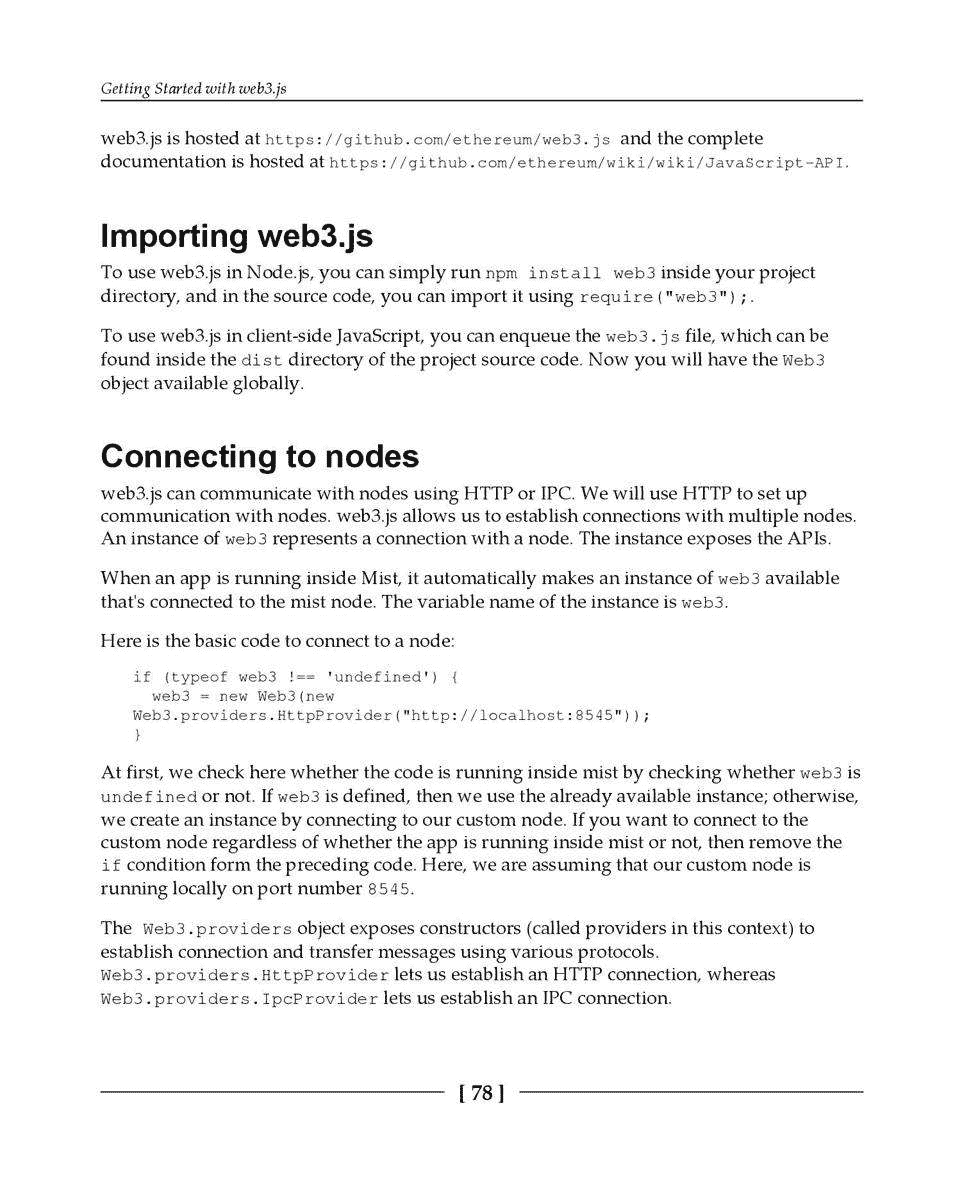 Getting Started with web3.js
web3.js is hosted at https://github.com/ethereum/web3.js and the complete
documentation is hosted at https://github.com/ethereum/wiki/wiki/JavaScript-API.
Importing web3.js
To use web3.js in Node.js, you can simply run npm install web3 inside your project
directory, and in the source code, you can import it using require("web3");.
To use web3.js in client-side JavaScript, you can enqueue the web3.js file, which can be
found inside the dist directory of the project source code. Now you will have the Web3
object available globally.
Connecting to nodes
web3.js can communicate with nodes using HTTP or IPC. We will use HTTP to set up
communication with nodes. web3.js allows us to establish connections with multiple nodes.
An instance of web3 represents a connection with a node. The instance exposes the APIs.
When an app is running inside Mist, it automatically makes an instance of web3 available
that's connected to the mist node. The variable name of the instance is web3.
Here is the basic code to connect to a node:
if (typeof web3 !== 'undefined') {
  web3 = new Web3(new
Web3.providers.HttpProvider("http://localhost:8545"));
}
At first, we check here whether the code is running inside mist by checking whether web3 is
undefined or not. If web3 is defined, then we use the already available instance; otherwise,
we create an instance by connecting to our custom node. If you want to connect to the
custom node regardless of whether the app is running inside mist or not, then remove the
if condition form the preceding code. Here, we are assuming that our custom node is
running locally on port number 8545.
The Web3.providers object exposes constructors (called providers in this context) to
establish connection and transfer messages using various protocols.
Web3.providers.HttpProvider lets us establish an HTTP connection, whereas
Web3.providers.IpcProvider lets us establish an IPC connection.
[ 78 ]